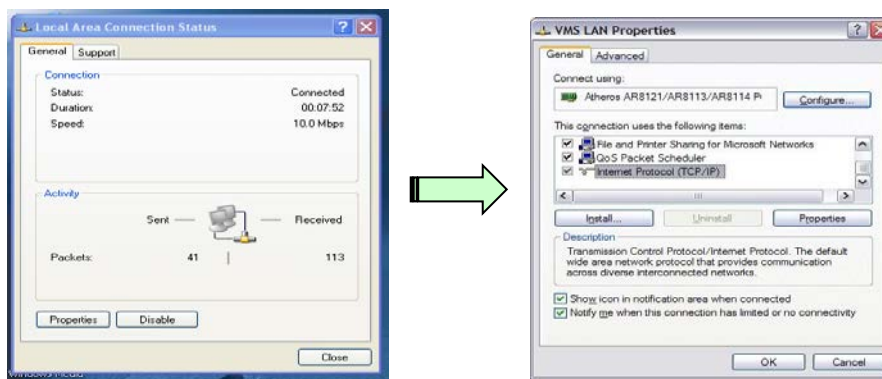 Local Area Connection Status
General Support
Connection
Status: Connected
Duration: 00:07:52
Speed: 10.0 Mbps
Activity
Sent Received
Packets: 41 113
Properties Disable
Close
Windows Media
VMS LAN Properties
General Advanced
Connect using:
Atheros AR8121/AR8113/AR8114 P
Configure...
This connection uses the following items:
File and Printer Sharing for Microsoft Networks
QoS Packet Scheduler
Internet Protocol (TCP/IP)
Install... Uninstall Properties
Description
Transmission Control Protocol/Internet Protocol. The default
wide area network protocol that provides communication
across diverse interconnected networks.
Show icon in notification area when connected
Notify me when this connection has limited or no connectivity
OK Cancel